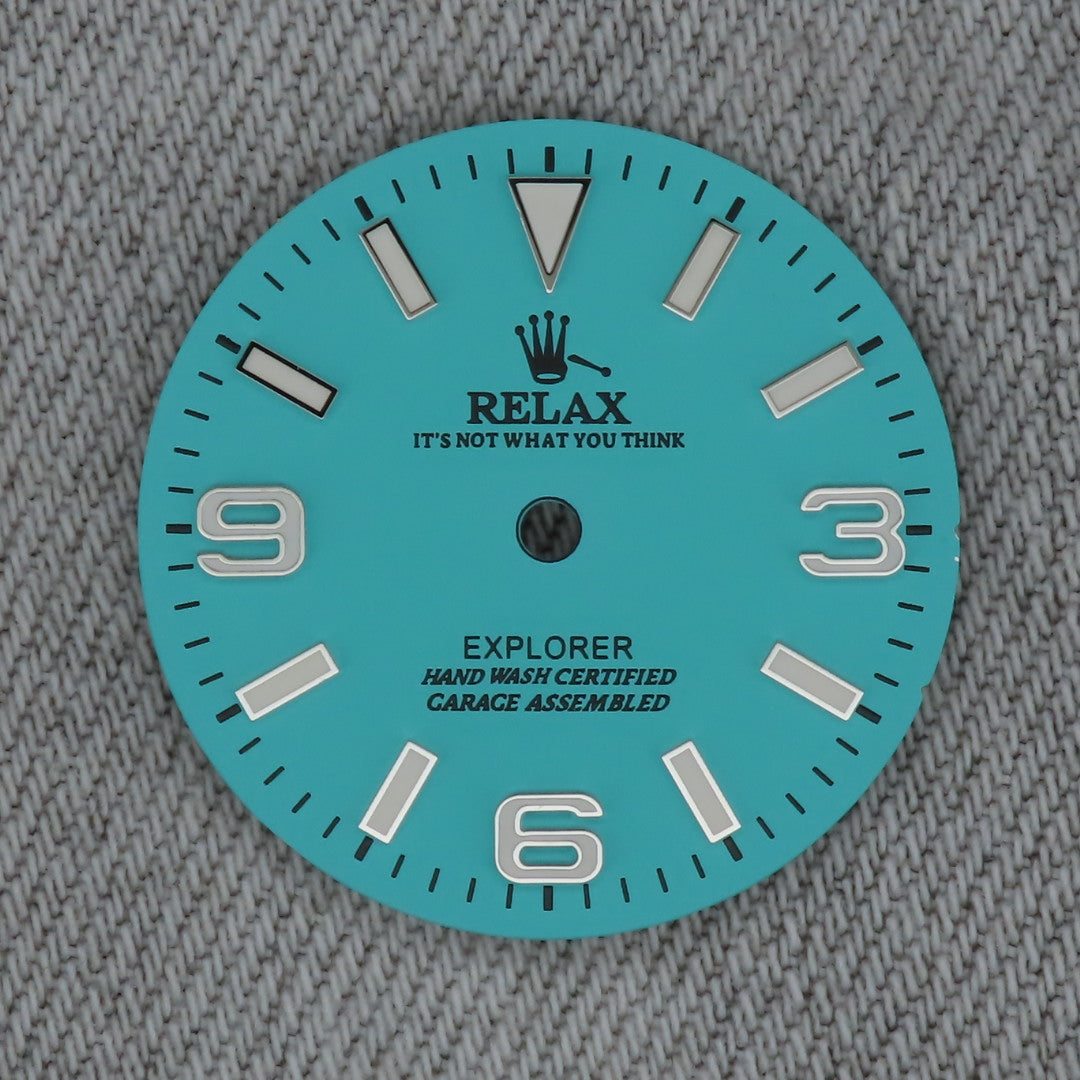 RELAX
IT'S NOT WHAT YOU THINK
9 3
EXPLORER
HAND WASH CERTIFIED
GARAGE ASSEMBLED
6